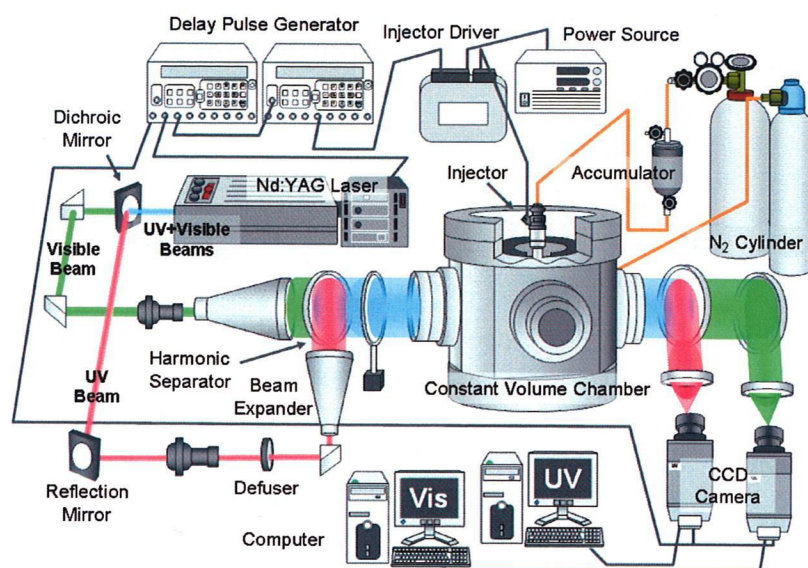 Delay Pulse Generator
Injector Driver
Power Source
Dichroic
Mirror
Nd:YAG Laser
Injector
Accumulator
UV+Visible
Beams
Visible
Beam
N₂ Cylinder
Harmonic
Separator
Beam
Expander
Constant Volume Chamber
UV
Beam
Reflection
Mirror
Defuser
CCD
Camera
Computer
Vis
UV